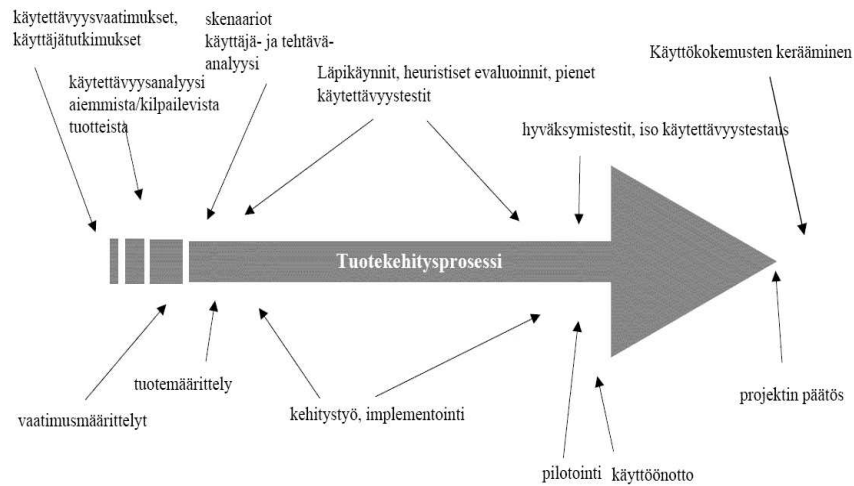 käytettävyysvaatimukset,
käyttäjätutkimukset
skenaariot
käyttäjä- ja tehtävä-
analyysi
käytettävyysanalyysi
aiemmista/kilpailevista
tuotteista
Läpikäynnit, heuristiset evaluoinnit, pienet
käytettävyystestit
Käyttökokemusten kerääminen
hyväksymistestit, iso käytettävyystestaus
Tuotekehitysprosessi
tuotemäärittely
vaatimusmäärittelyt
kehitystyö, implementointi
projektin päätös
pilotointi
käyttöönotto